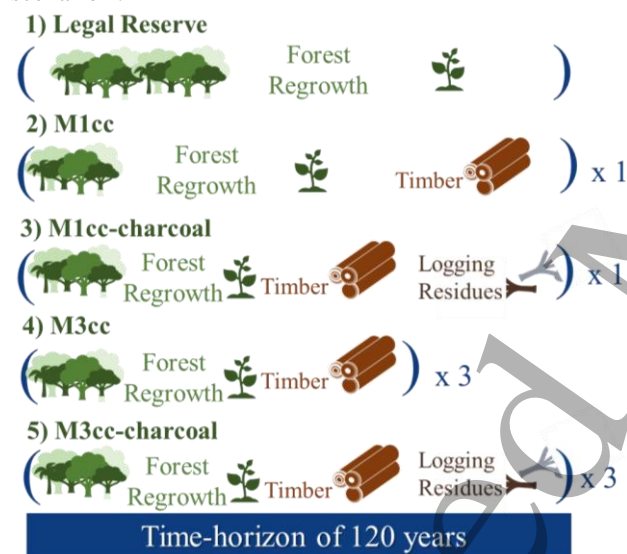 1) Legal Reserve
Forest
Regrowth
2) M1cc
Forest
Regrowth
Timber
x 1
3) M1cc-charcoal
Forest
Regrowth
Timber
Logging
Residues
x 1
4) M3cc
Forest
Regrowth
Timber
x 3
5) M3cc-charcoal
Forest
Regrowth
Timber
Logging
Residues
x 3
Time-horizon of 120 years